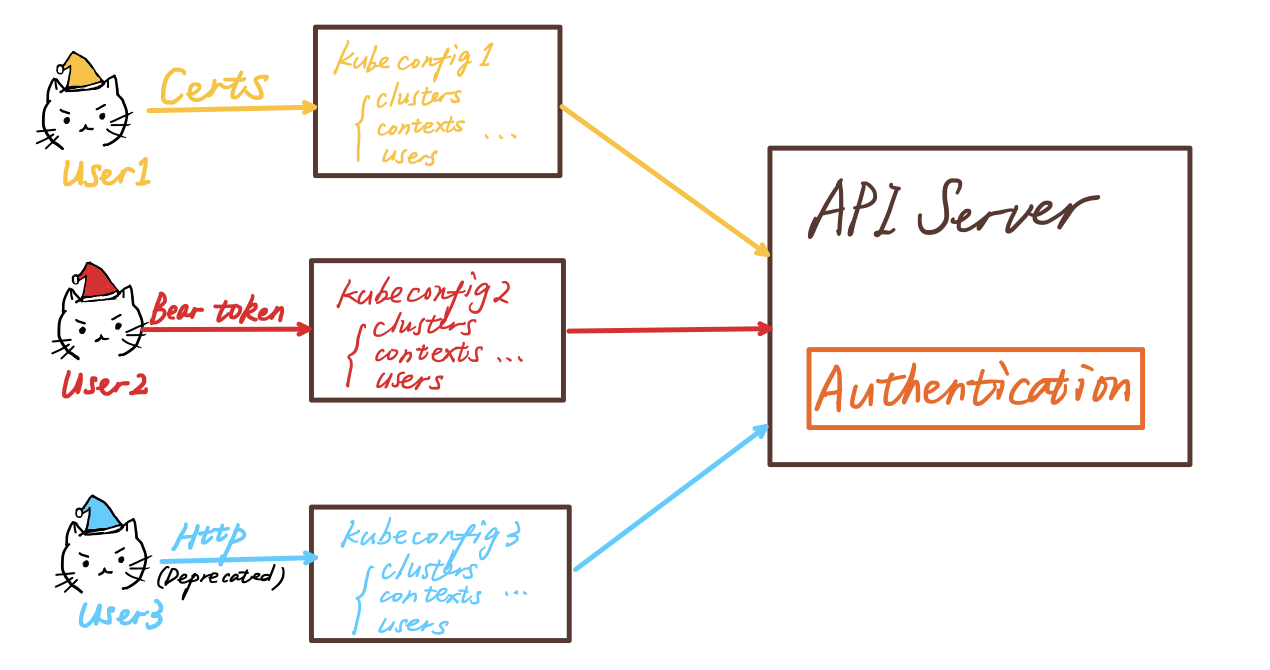 Certs
User1
kubeconfig1
clusters
contexts ...
users
Bear token
User2
kubeconfig2
clusters
contexts ...
users
Http
(Deprecated)
User3
kubeconfig3
clusters
contexts ...
users
API Server
Authentication